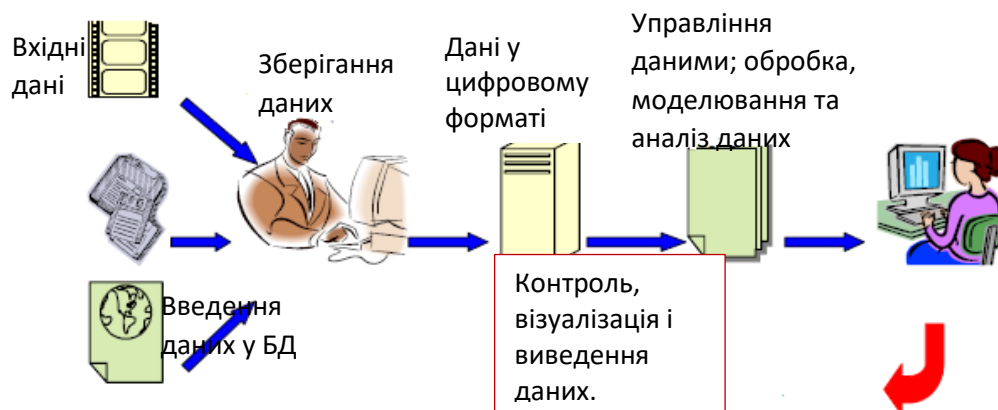 Вхідні
дані
Зберігання
даних
Дані у
цифровому
форматі
Управління
даними; обробка,
моделювання та
аналіз даних
Введення
даних у БД
Контроль,
візуалізація і
виведення
даних.